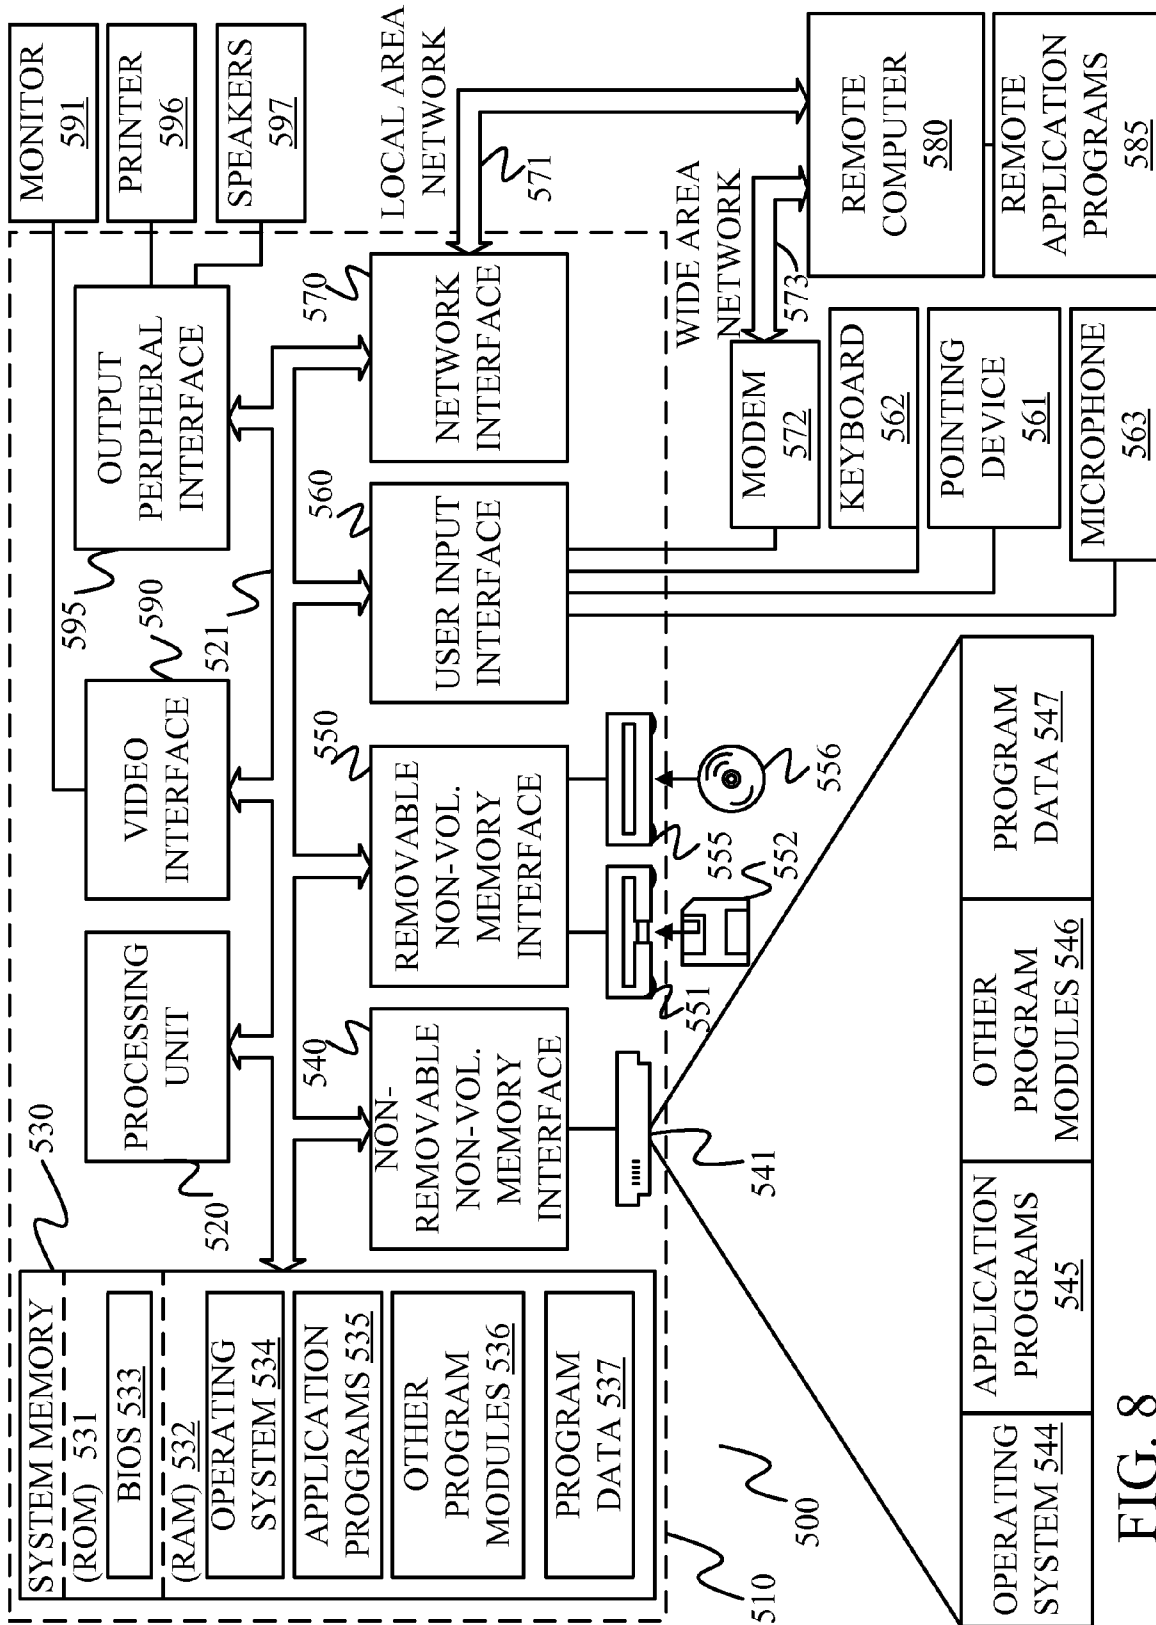 SYSTEM MEMORY
(ROM) 531
BIOS 533
(RAM) 532
OPERATING
SYSTEM 534
APPLICATION
PROGRAMS 535
OTHER
PROGRAM
MODULES 536
PROGRAM
DATA 537
530
PROCESSING
UNIT
520
VIDEO
INTERFACE
590
521
OUTPUT
PERIPHERAL
INTERFACE
595
MONITOR
591
PRINTER
596
SPEAKERS
597
NON-
REMOVABLE
NON-VOL.
MEMORY
INTERFACE
540
REMOVABLE
NON-VOL.
MEMORY
INTERFACE
550
USER INPUT
INTERFACE
560
NETWORK
INTERFACE
570
LOCAL AREA
NETWORK
571
WIDE AREA
NETWORK
573
541
551
552
555
556
MODEM
572
KEYBOARD
562
POINTING
DEVICE
561
MICROPHONE
563
REMOTE
COMPUTER
580
REMOTE
APPLICATION
PROGRAMS
585
510
500
OPERATING
SYSTEM 544
APPLICATION
PROGRAMS
545
OTHER
PROGRAM
MODULES 546
PROGRAM
DATA 547
FIG. 8